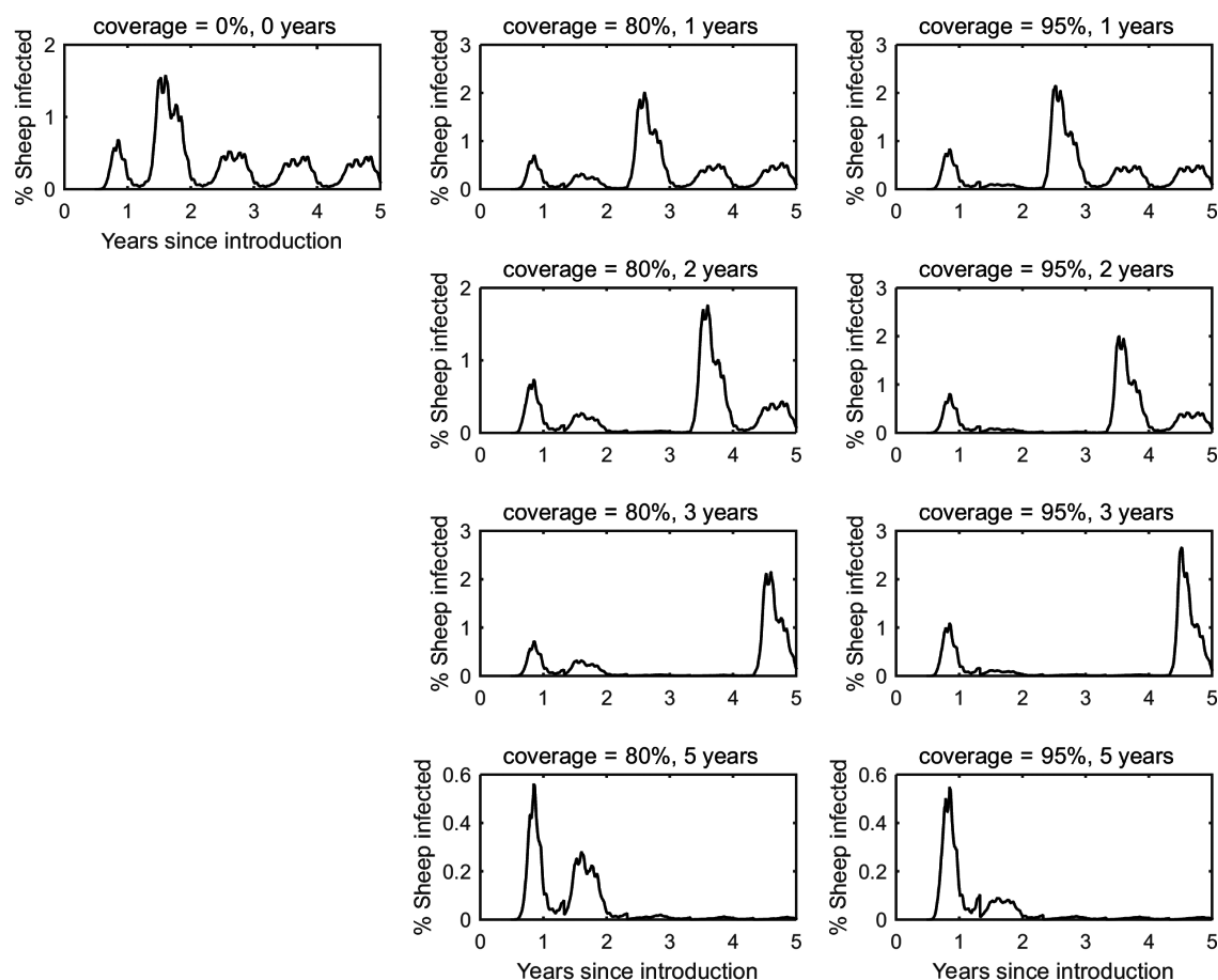 coverage = 0%, 0 years
% Sheep infected
2
1
0
0 1 2 3 4 5
Years since introduction
coverage = 80%, 1 years
% Sheep infected
3
2
1
0
0 1 2 3 4 5
coverage = 95%, 1 years
% Sheep infected
3
2
1
0
0 1 2 3 4 5
coverage = 80%, 2 years
% Sheep infected
2
1
0
0 1 2 3 4 5
coverage = 95%, 2 years
% Sheep infected
3
2
1
0
0 1 2 3 4 5
coverage = 80%, 3 years
% Sheep infected
3
2
1
0
0 1 2 3 4 5
coverage = 95%, 3 years
% Sheep infected
3
2
1
0
0 1 2 3 4 5
coverage = 80%, 5 years
% Sheep infected
0.6
0.4
0.2
0
0 1 2 3 4 5
Years since introduction
coverage = 95%, 5 years
% Sheep infected
0.6
0.4
0.2
0
0 1 2 3 4 5
Years since introduction